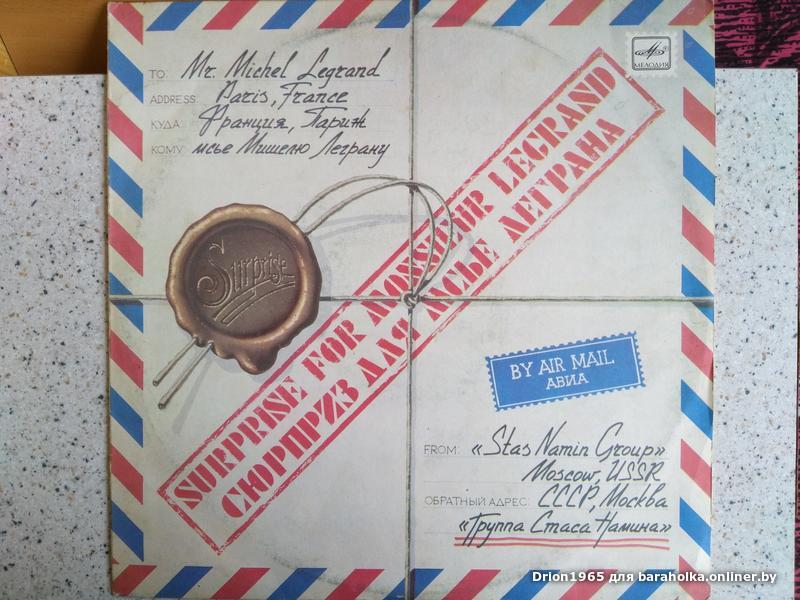 МЕЛОДИЯ
TO: Mr. Michel Legrand
ADDRESS: Paris, France
КУДА: Франция, Париж
КОМУ: мсье Мишелю Леграну
Surprise
SURPRISE FOR MONSIEUR LEGRAND
СЮРПРИЗ ДЛЯ МСЬЕ ЛЕГРАНА
BY AIR MAIL
АВИА
FROM: «Stas Namin Group»
Moscow, USSR
ОБРАТНЫЙ АДРЕС: СССР, Москва
«Группа Стаса Намина»
Drion1965 для baraholka.onliner.by